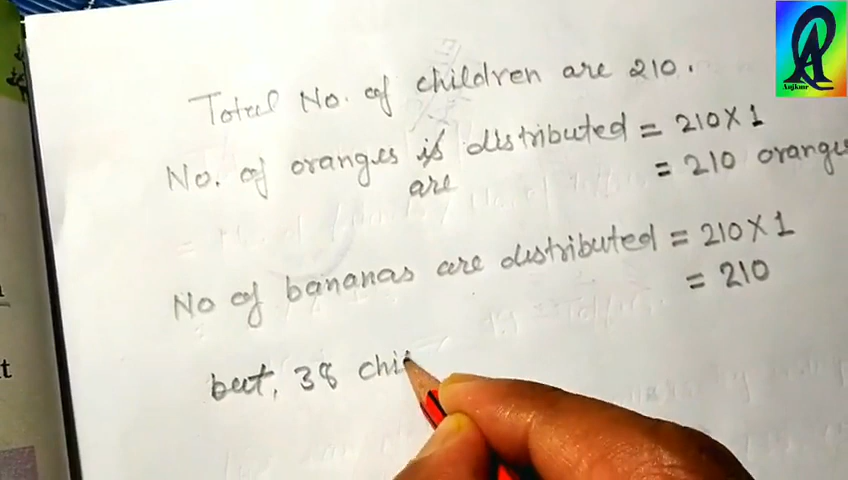 Total No. of children are 210.
No. of oranges is distributed = 210 X 1
are
= 210 oranges
No of bananas are distributed = 210 X 1
= 210
but, 38 chi
Anjkmr